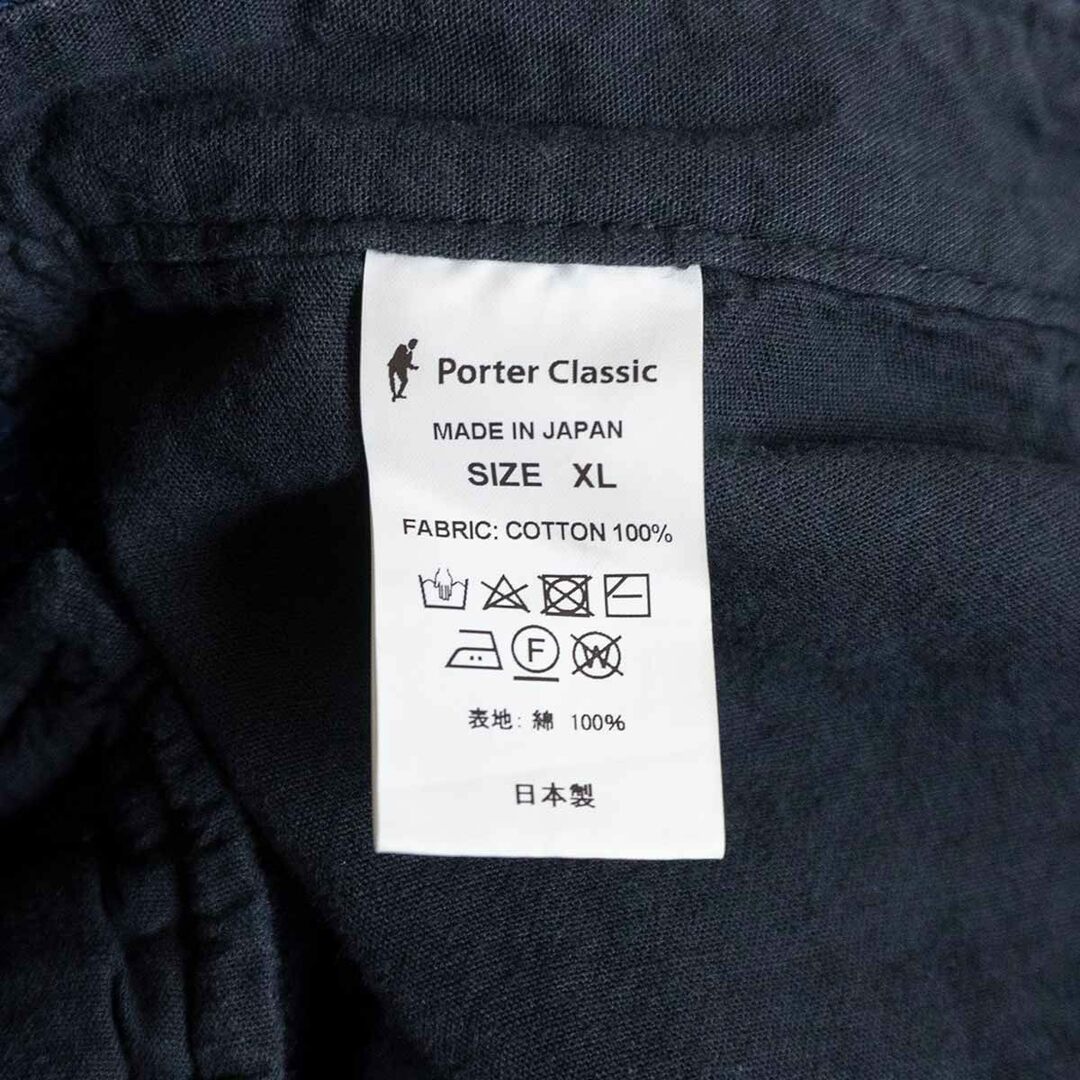 Porter Classic
MADE IN JAPAN
SIZE XL
FABRIC: COTTON 100%
F W
表地: 綿 100%
日本製